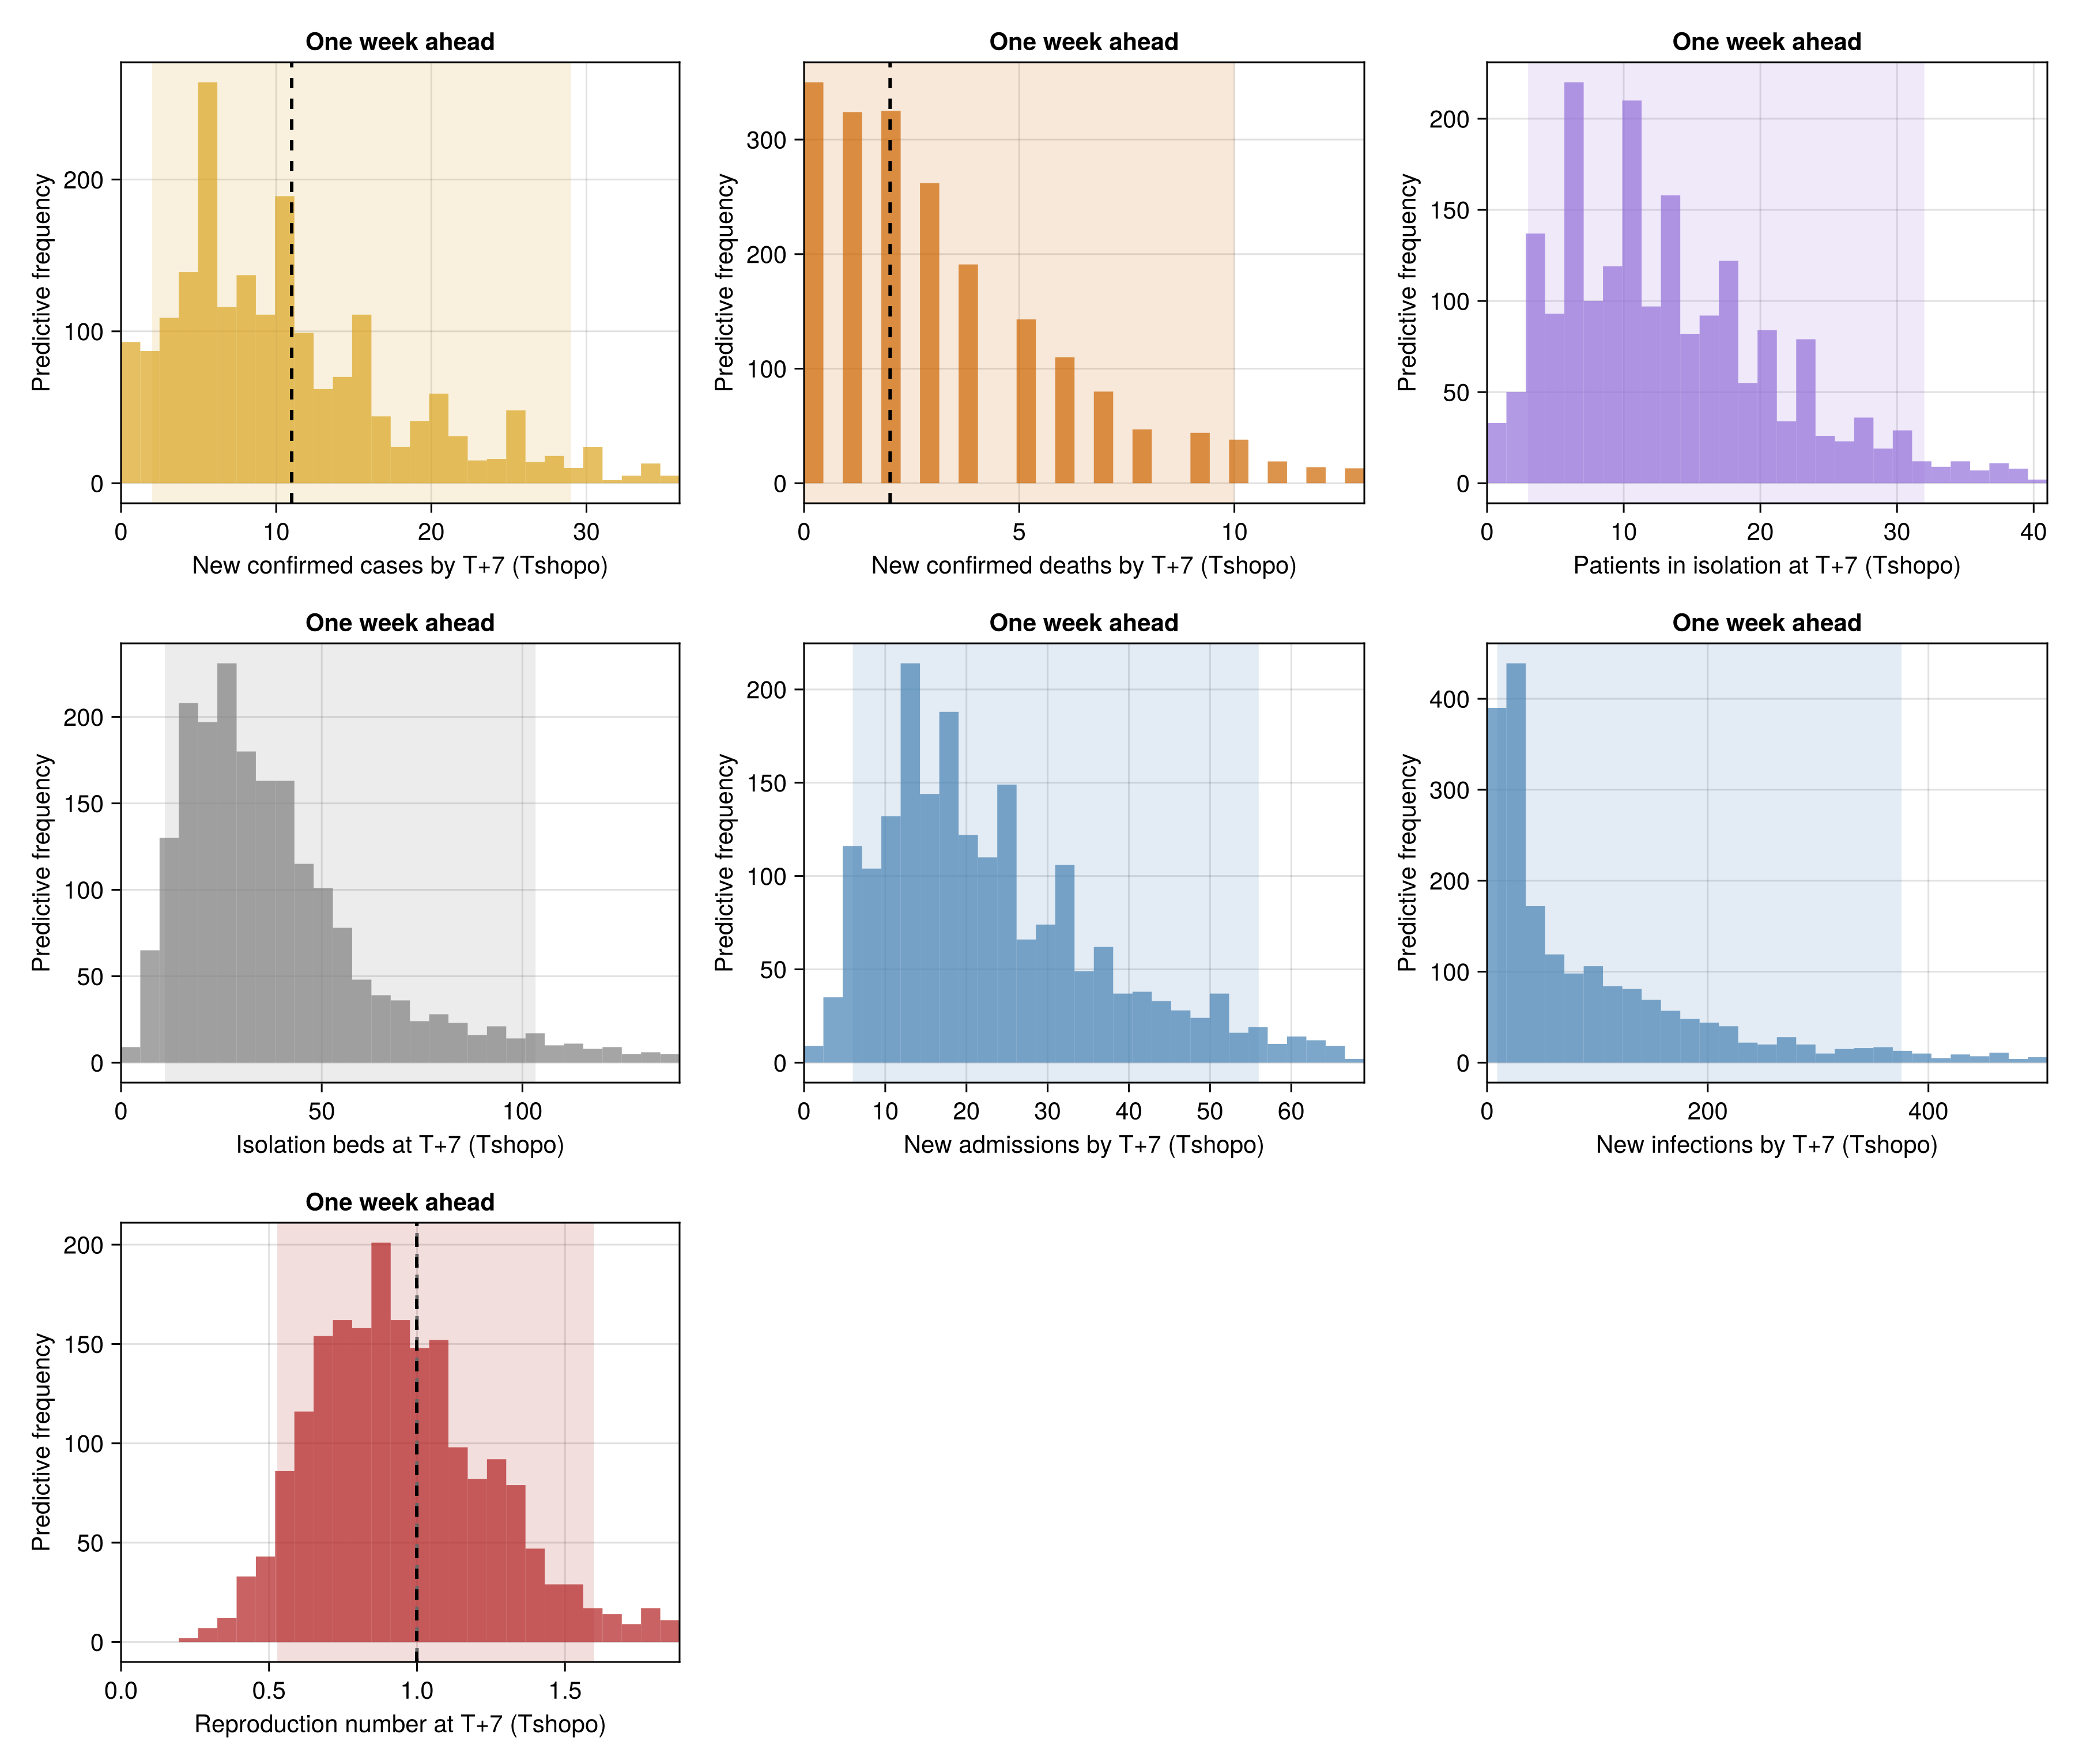 One week ahead
Predictive frequency
200
100
0
0 10 20 30
New confirmed cases by T+7 (Tshopo)
One week ahead
Predictive frequency
300
200
100
0
0 5 10
New confirmed deaths by T+7 (Tshopo)
One week ahead
Predictive frequency
200
150
100
50
0
0 10 20 30 40
Patients in isolation at T+7 (Tshopo)
One week ahead
Predictive frequency
200
150
100
50
0
0 50 100
Isolation beds at T+7 (Tshopo)
One week ahead
Predictive frequency
200
150
100
50
0
0 10 20 30 40 50 60
New admissions by T+7 (Tshopo)
One week ahead
Predictive frequency
400
300
200
100
0
0 200 400
New infections by T+7 (Tshopo)
One week ahead
Predictive frequency
200
150
100
50
0
0.0 0.5 1.0 1.5
Reproduction number at T+7 (Tshopo)